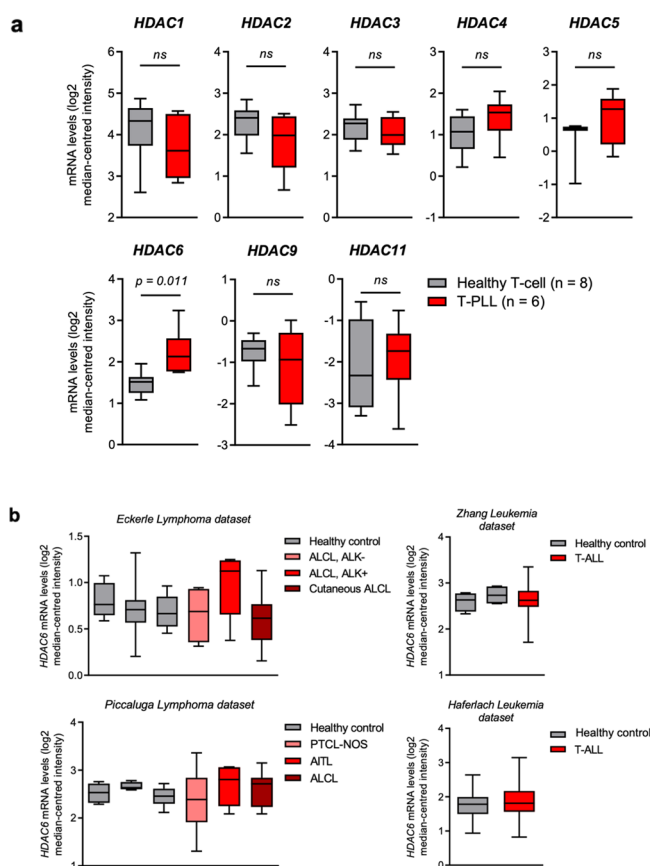 a
HDAC1 HDAC2 HDAC3 HDAC4 HDAC5
mRNA levels (log2
median-centred intensity)
6 ns
5
4
3
2
4 ns
3
2
1
0
4 ns
3
2
1
0
3 ns
2
1
0
-1
3 ns
2
1
0
-1
-2
HDAC6 HDAC9 HDAC11
mRNA levels (log2
median-centred intensity)
4 p = 0.011
3
2
1
0
1 ns
0
-1
-2
-3
0 ns
-1
-2
-3
-4
Healthy T-cell (n = 8)
T-PLL (n = 6)
b
Eckerle Lymphoma dataset
HDAC6 mRNA levels (log2
median-centred intensity)
1.5
1.0
0.5
0.0
Healthy control
ALCL, ALK-
ALCL, ALK+
Cutaneous ALCL
Zhang Leukemia
dataset
HDAC6 mRNA levels (log2
median-centred intensity)
4
3
2
1
Healthy control
T-ALL
Piccaluga Lymphoma dataset
HDAC6 mRNA levels (log2
median-centred intensity)
4
3
2
1
Healthy control
PTCL-NOS
AITL
ALCL
Haferlach Leukemia
dataset
HDAC6 mRNA levels (log2
median-centred intensity)
4
3
2
1
0
Healthy control
T-ALL